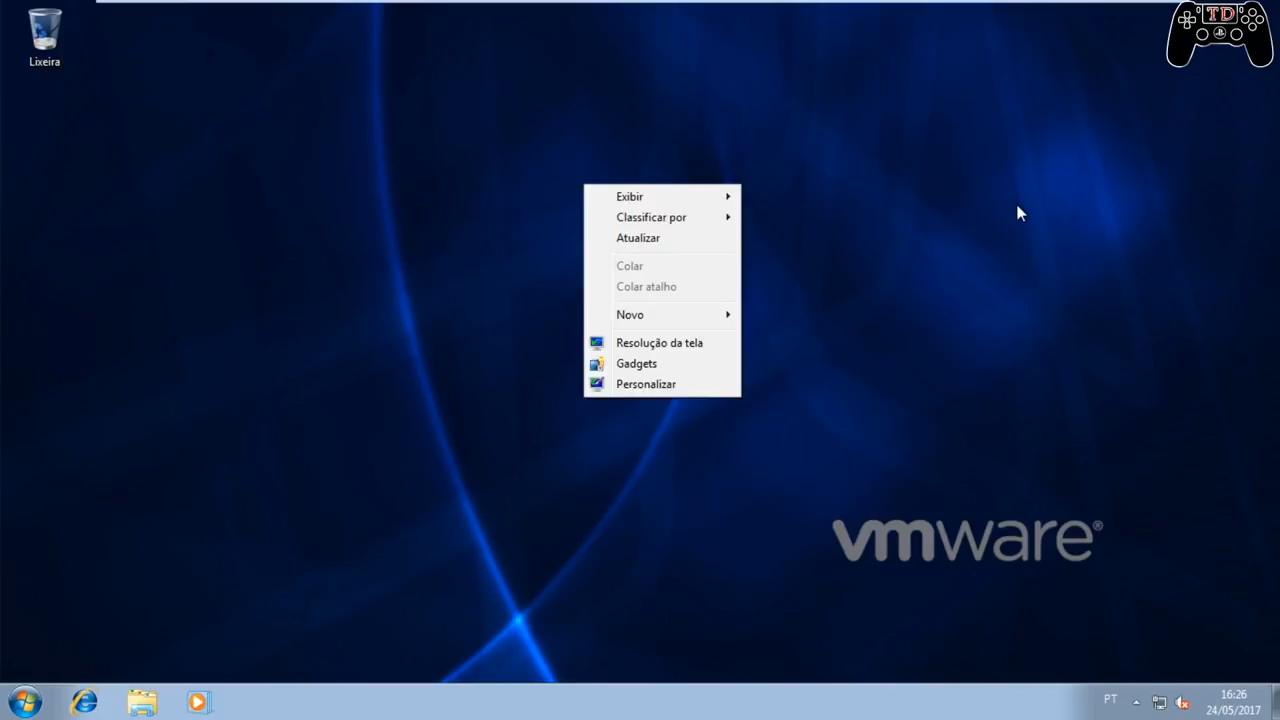 Lixeira
TD
Exibir
Classificar por
Atualizar
Colar
Colar atalho
Novo
Resolução da tela
Gadgets
Personalizar
vmware®
PT
16:26
24/05/2017